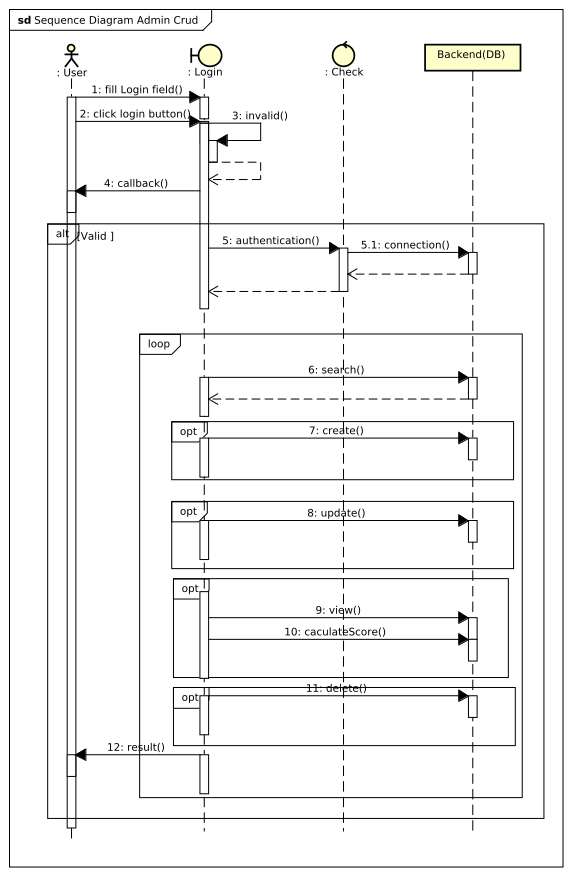 sd Sequence Diagram Admin Crud
: User
: Login
: Check
Backend(DB)
1: fill Login field()
2: click login button()
3: invalid()
4: callback()
alt
[Valid ]
5: authentication()
5.1: connection()
loop
6: search()
opt
7: create()
opt
8: update()
opt
9: view()
10: caculateScore()
opt
11: delete()
12: result()